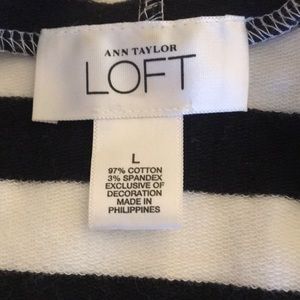 ANN TAYLOR
LOFT
L
97% COTTON
3% SPANDEX
EXCLUSIVE OF
DECORATION
MADE IN
PHILIPPINES